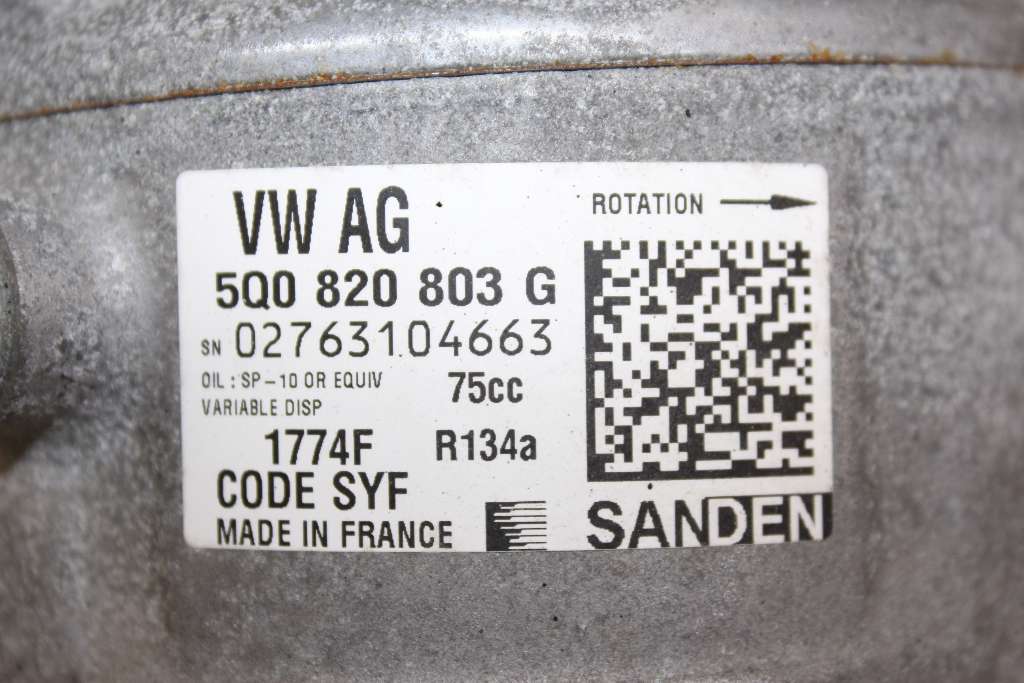 VW AG
ROTATION
5Q0 820 803 G
SN 02763104663
OIL : SP-10 OR EQUIV 75cc
VARIABLE DISP
1774F R134a
CODE SYF
MADE IN FRANCE SANDEN